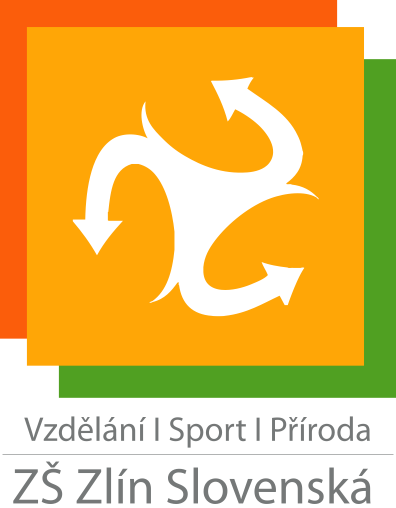 Vzdělání I Sport I Příroda
ZŠ Zlín Slovenská